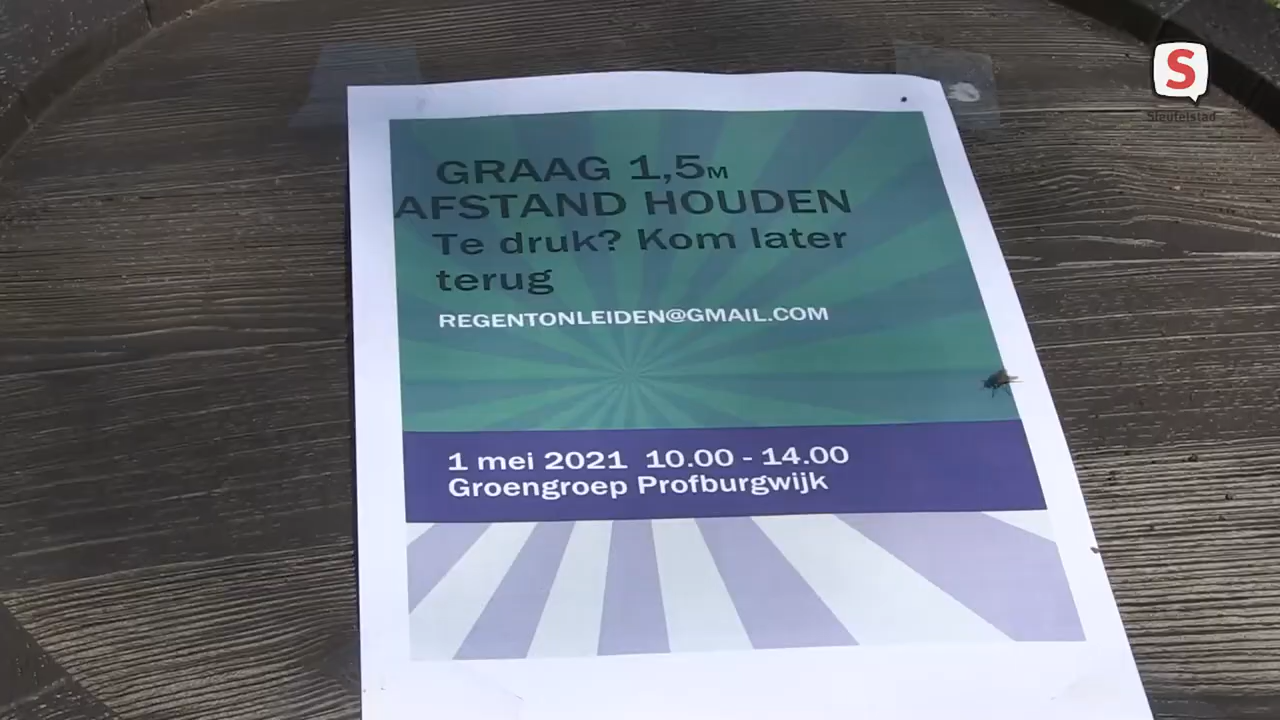 S
Sleutelstad
GRAAG 1,5M
AFSTAND HOUDEN
Te druk? Kom later
terug
REGENTONLEIDEN@GMAIL.COM
1 mei 2021 10.00 - 14.00
Groengroep Profburgwijk